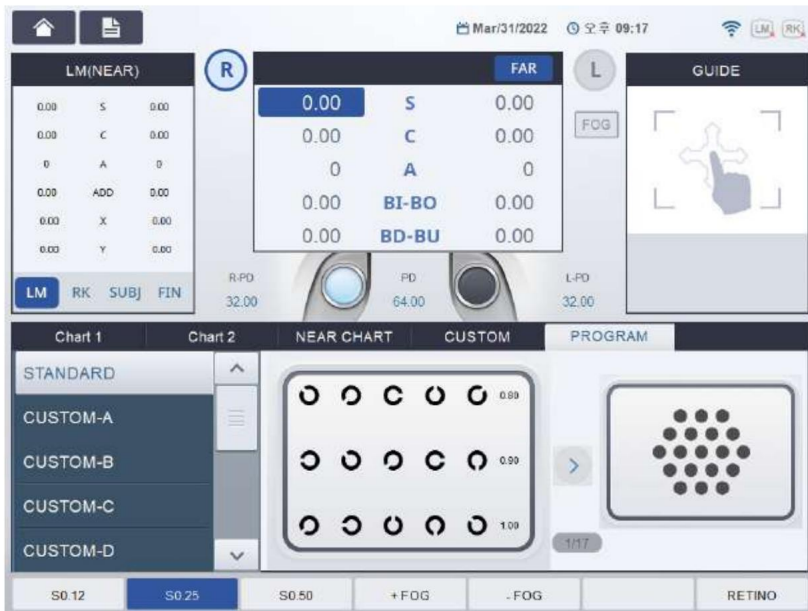 Mar/31/2022 오후 09:17 LM RK
LM(NEAR)
0.00 S 0.00
0.00 C 0.00
0 A 0
0.00 ADD 0.00
0.00 X 0.00
0.00 Y 0.00
LM RK SUBJ FIN
R
FAR
0.00 S 0.00
0.00 C 0.00
0 A 0
0.00 BI-BO 0.00
0.00 BD-BU 0.00
L
FOG
GUIDE
R-PD PD L-PD
32.00 64.00 32.00
Chart 1 Chart 2 NEAR CHART CUSTOM PROGRAM
STANDARD
CUSTOM-A
CUSTOM-B
CUSTOM-C
CUSTOM-D
0.80
0.90
1.00
1/17
S0.12 S0.25 S0.50 +FOG -FOG RETINO